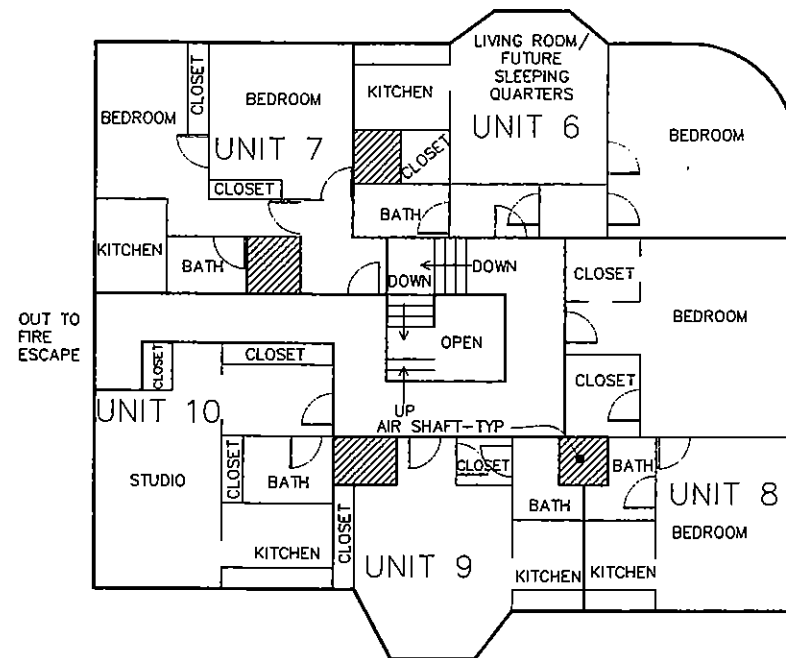 LIVING ROOM/
FUTURE
SLEEPING
QUARTERS
UNIT 6
KITCHEN
CLOSET
BATH
BEDROOM
BEDROOM
CLOSET
BEDROOM
UNIT 7
CLOSET
KITCHEN
BATH
DOWN
DOWN
OPEN
UP
AIR SHAFT-TYP
CLOSET
BEDROOM
CLOSET
OUT TO
FIRE
ESCAPE
CLOSET
CLOSET
UNIT 10
STUDIO
CLOSET
BATH
KITCHEN
CLOSET
CLOSET
UNIT 9
BATH
KITCHEN
BATH
UNIT 8
BEDROOM
KITCHEN